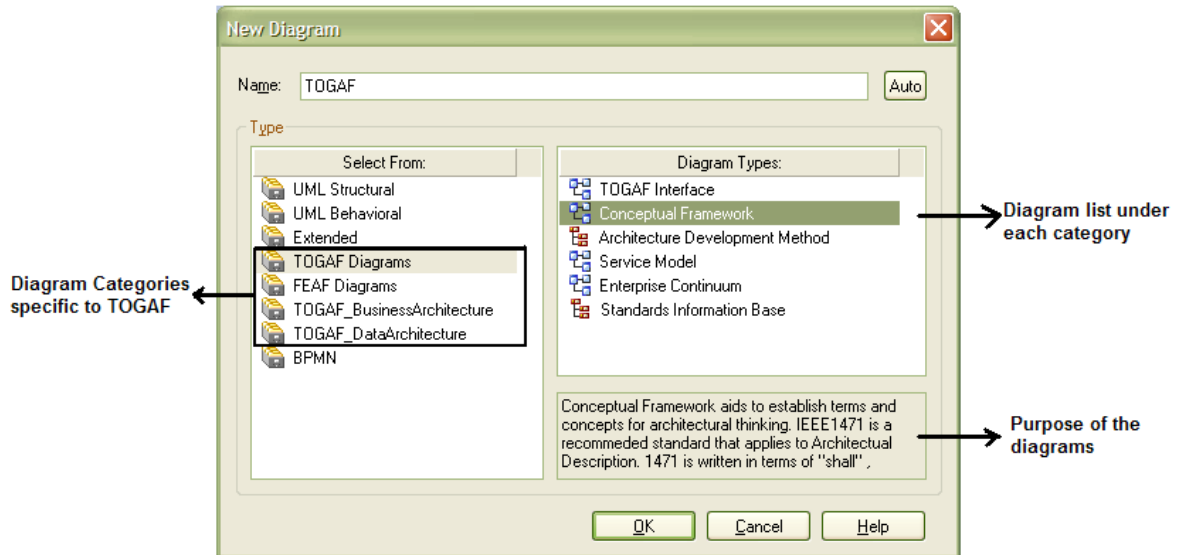 New Diagram
Name: TOGAF Auto
Type
Select From:
UML Structural
UML Behavioral
Extended
TOGAF Diagrams
FEAF Diagrams
TOGAF_BusinessArchitecture
TOGAF_DataArchitecture
BPMN
Diagram Types:
TOGAF Interface
Conceptual Framework
Architecture Development Method
Service Model
Enterprise Continuum
Standards Information Base
Conceptual Framework aids to establish terms and
concepts for architectural thinking. IEEE1471 is a
recommeded standard that applies to Architectual
Description. 1471 is written in terms of "shall" ,
OK Cancel Help
Diagram Categories
specific to TOGAF
Diagram list under
each category
Purpose of the
diagrams